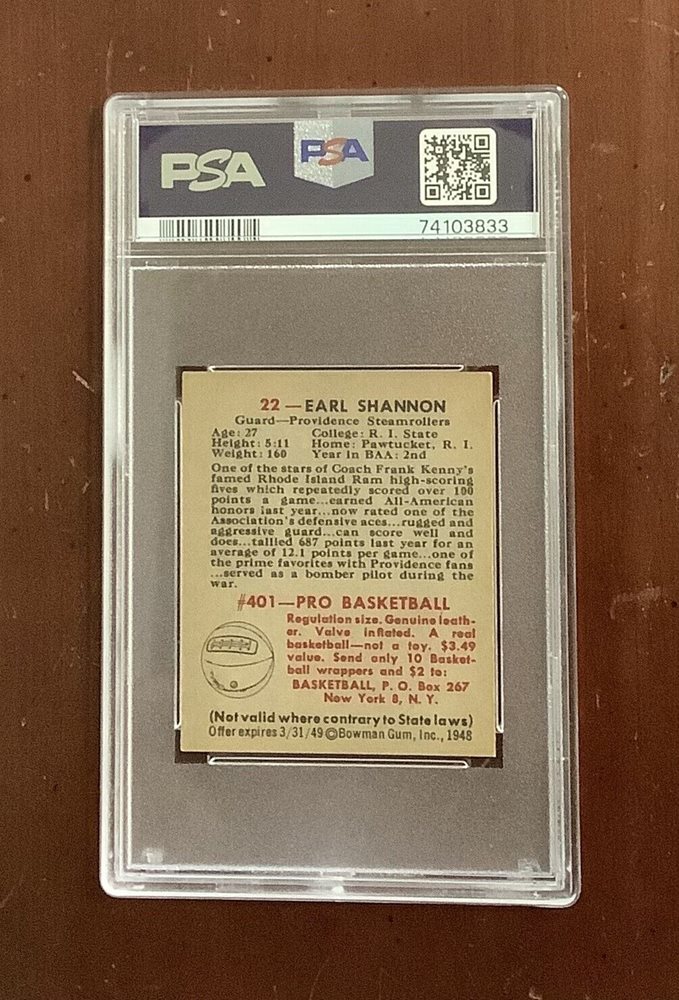 PSA
PSA
74103833
22—EARL SHANNON
Guard—Providence Steamrollers
Age: 27 College: R. I. State
Height: 5:11 Home: Pawtucket, R. I.
Weight: 160 Year in BAA: 2nd
One of the stars of Coach Frank Kenny's
famed Rhode Island Ram high-scoring
fives which repeatedly scored over 100
points a game...earned All-American
honors last year...now rated one of the
Association's defensive aces...rugged and
aggressive guard...can score well and
does...tallied 687 points last year for an
average of 12.1 points per game...one of
the prime favorites with Providence fans
...served as a bomber pilot during the
war.
#401—PRO BASKETBALL
Regulation size. Genuine leath-
er. Valve inflated. A real
basketball—not a toy. $3.49
value. Send only 10 Basket-
ball wrappers and $2 to:
BASKETBALL, P. O. Box 267
New York 8, N. Y.
(Not valid where contrary to State laws)
Offer expires 3/31/49 ©Bowman Gum, Inc., 1948